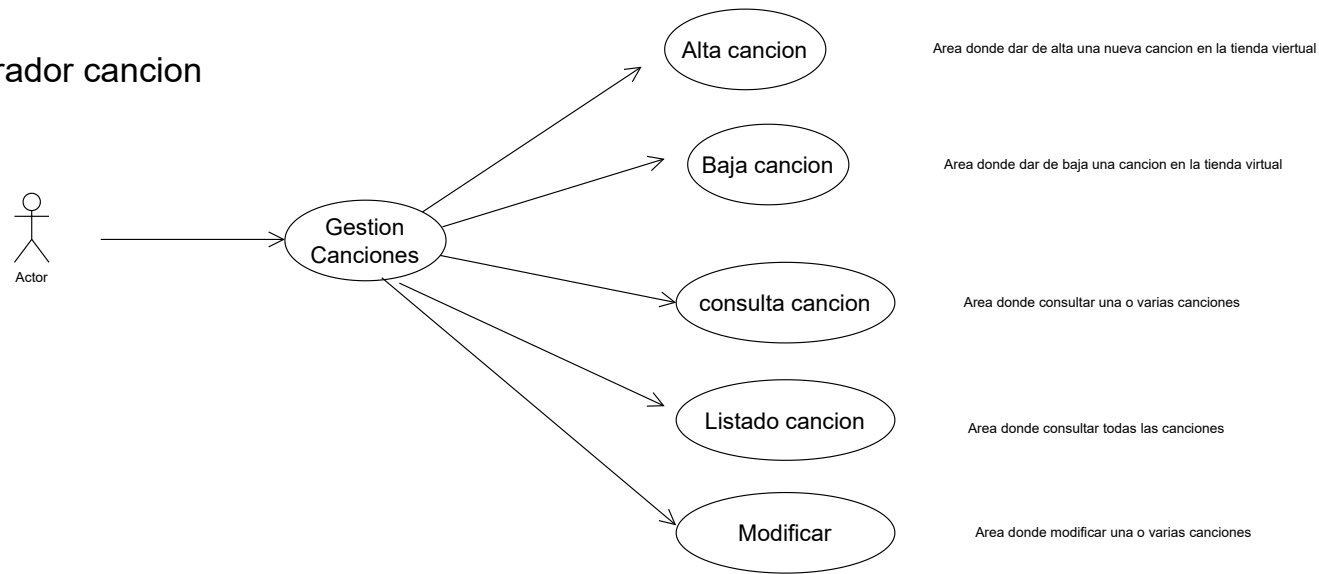 rador cancion
Alta cancion
Area donde dar de alta una nueva cancion en la tienda viertual
Baja cancion
Area donde dar de baja una cancion en la tienda virtual
Actor
Gestion
Canciones
consulta cancion
Area donde consultar una o varias canciones
Listado cancion
Area donde consultar todas las canciones
Modificar
Area donde modificar una o varias canciones